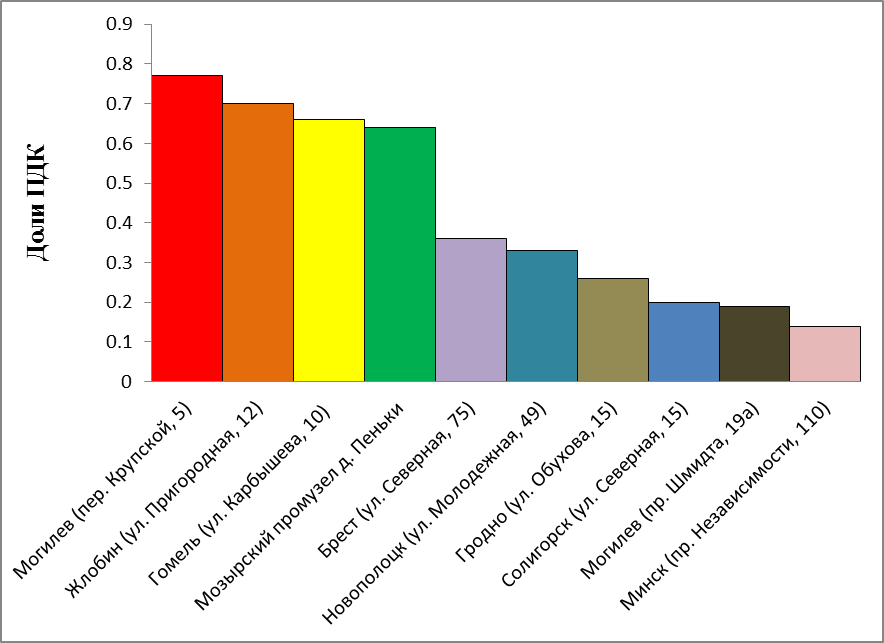 Доли ПДК
0.9
0.8
0.7
0.6
0.5
0.4
0.3
0.2
0.1
0
Могилев (пер. Крупской, 5)
Жлобин (ул. Пригородная, 12)
Гомель (ул. Карбышева, 10)
Мозырский промузел д. Пеньки
Брест (ул. Северная, 75)
Новополоцк (ул. Молодежная, 49)
Гродно (ул. Обухова, 15)
Солигорск (ул. Северная, 15)
Могилев (пр. Шмидта, 19а)
Минск (пр. Независимости, 110)